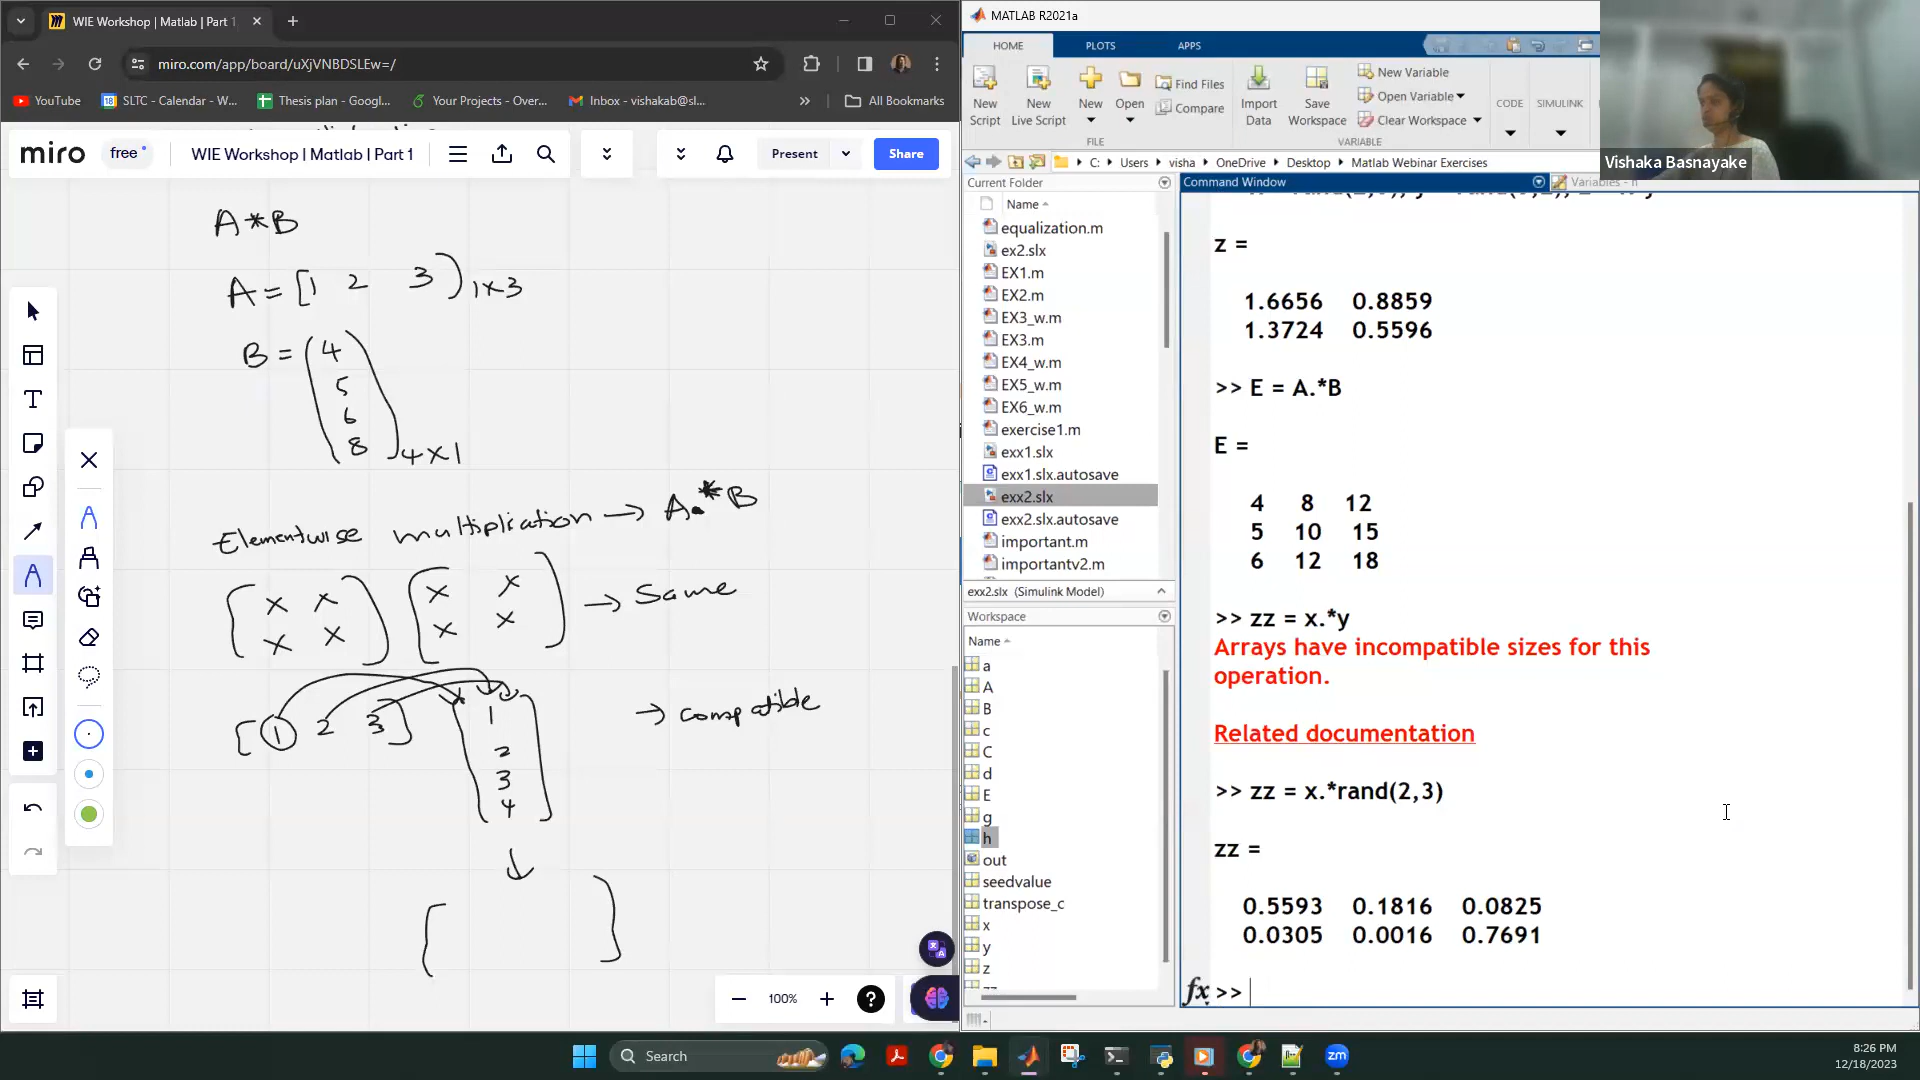 WIE Workshop | Matlab | Part 1
miro.com/app/board/uXjVNBDSLEw=/
YouTube
SLTC - Calendar - W...
Thesis plan - Googl...
Your Projects - Over...
Inbox - vishakab@sl...
All Bookmarks
miro
free
WIE Workshop | Matlab | Part 1
Present
Share
A*B
A = [1 2 3]1x3
B = [4
5
6
8]4x1
Elementwise multiplication → A.*B
[x x [x x
x x] x x] → Same
[1 2 3] [1
2
3
4] → compatible
100%
MATLAB R2021a
HOME
PLOTS
APPS
New Script
New Live Script
New
Open
Find Files
Compare
Import Data
Save Workspace
New Variable
Open Variable
Clear Workspace
FILE
VARIABLE
CODE
SIMULINK
C: Users visha OneDrive Desktop Matlab Webinar Exercises
Vishaka Basnayake
Current Folder
Name
equalization.m
ex2.slx
EX1.m
EX2.m
EX3_w.m
EX3.m
EX4_w.m
EX5_w.m
EX6_w.m
exercise1.m
exx1.slx
exx1.slx.autosave
exx2.slx
exx2.slx.autosave
important.m
importantv2.m
exx2.slx (Simulink Model)
Workspace
Name
a
A
B
c
C
d
E
g
h
out
seedvalue
transpose_c
x
y
z
zz
Command Window
Variables - h
z =
1.6656 0.8859
1.3724 0.5596
>> E = A.*B
E =
4 8 12
5 10 15
6 12 18
>> zz = x.*y
Arrays have incompatible sizes for this
operation.
Related documentation
>> zz = x.*rand(2,3)
zz =
0.5593 0.1816 0.0825
0.0305 0.0016 0.7691
fx >>
Search
8:26 PM
12/18/2023